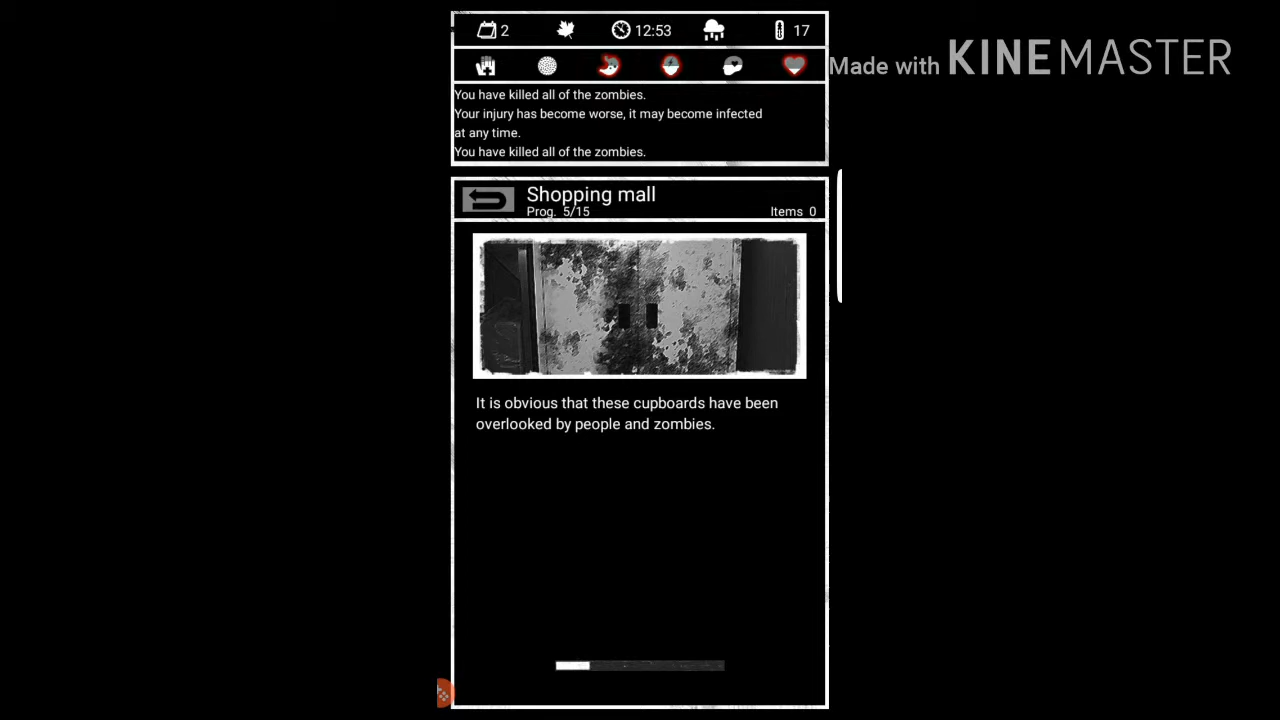 2 12:53 17
Made with KINEMASTER
You have killed all of the zombies.
Your injury has become worse, it may become infected
at any time.
You have killed all of the zombies.
Shopping mall
Prog. 5/15 Items 0
It is obvious that these cupboards have been
overlooked by people and zombies.